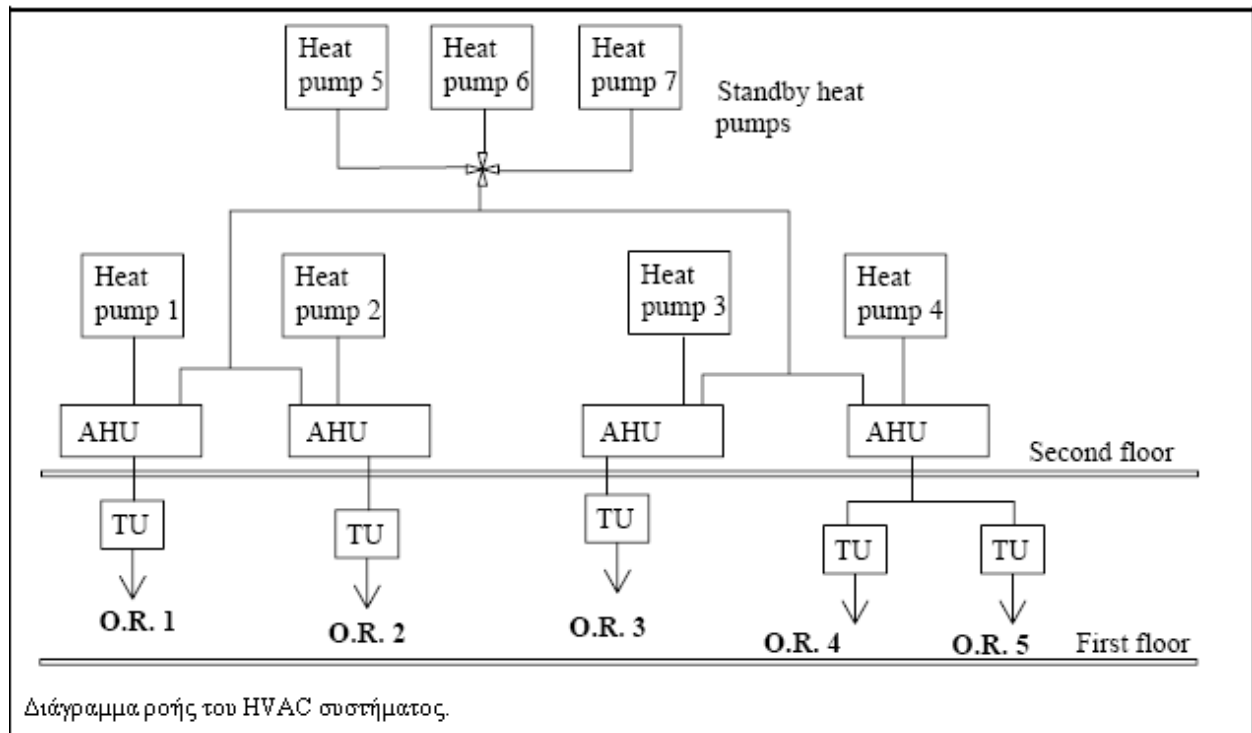 Heat
pump 5
Heat
pump 6
Heat
pump 7
Standby heat
pumps
Heat
pump 1
Heat
pump 2
Heat
pump 3
Heat
pump 4
AHU
AHU
AHU
AHU
Second floor
TU
TU
TU
TU
TU
O.R. 1
O.R. 2
O.R. 3
O.R. 4
O.R. 5
First floor
Διάγραμμα ροής του HVAC συστήματος.